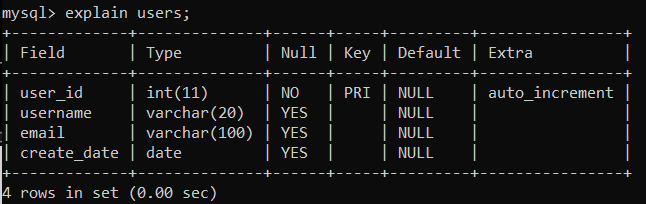 mysql> explain users;
+-------------+--------------+------+-----+---------+----------------+
| Field       | Type         | Null | Key | Default | Extra          |
+-------------+--------------+------+-----+---------+----------------+
| user_id     | int(11)      | NO   | PRI | NULL    | auto_increment |
| username    | varchar(20)  | YES  |     | NULL    |                |
| email       | varchar(100) | YES  |     | NULL    |                |
| create_date | date         | YES  |     | NULL    |                |
+-------------+--------------+------+-----+---------+----------------+
4 rows in set (0.00 sec)